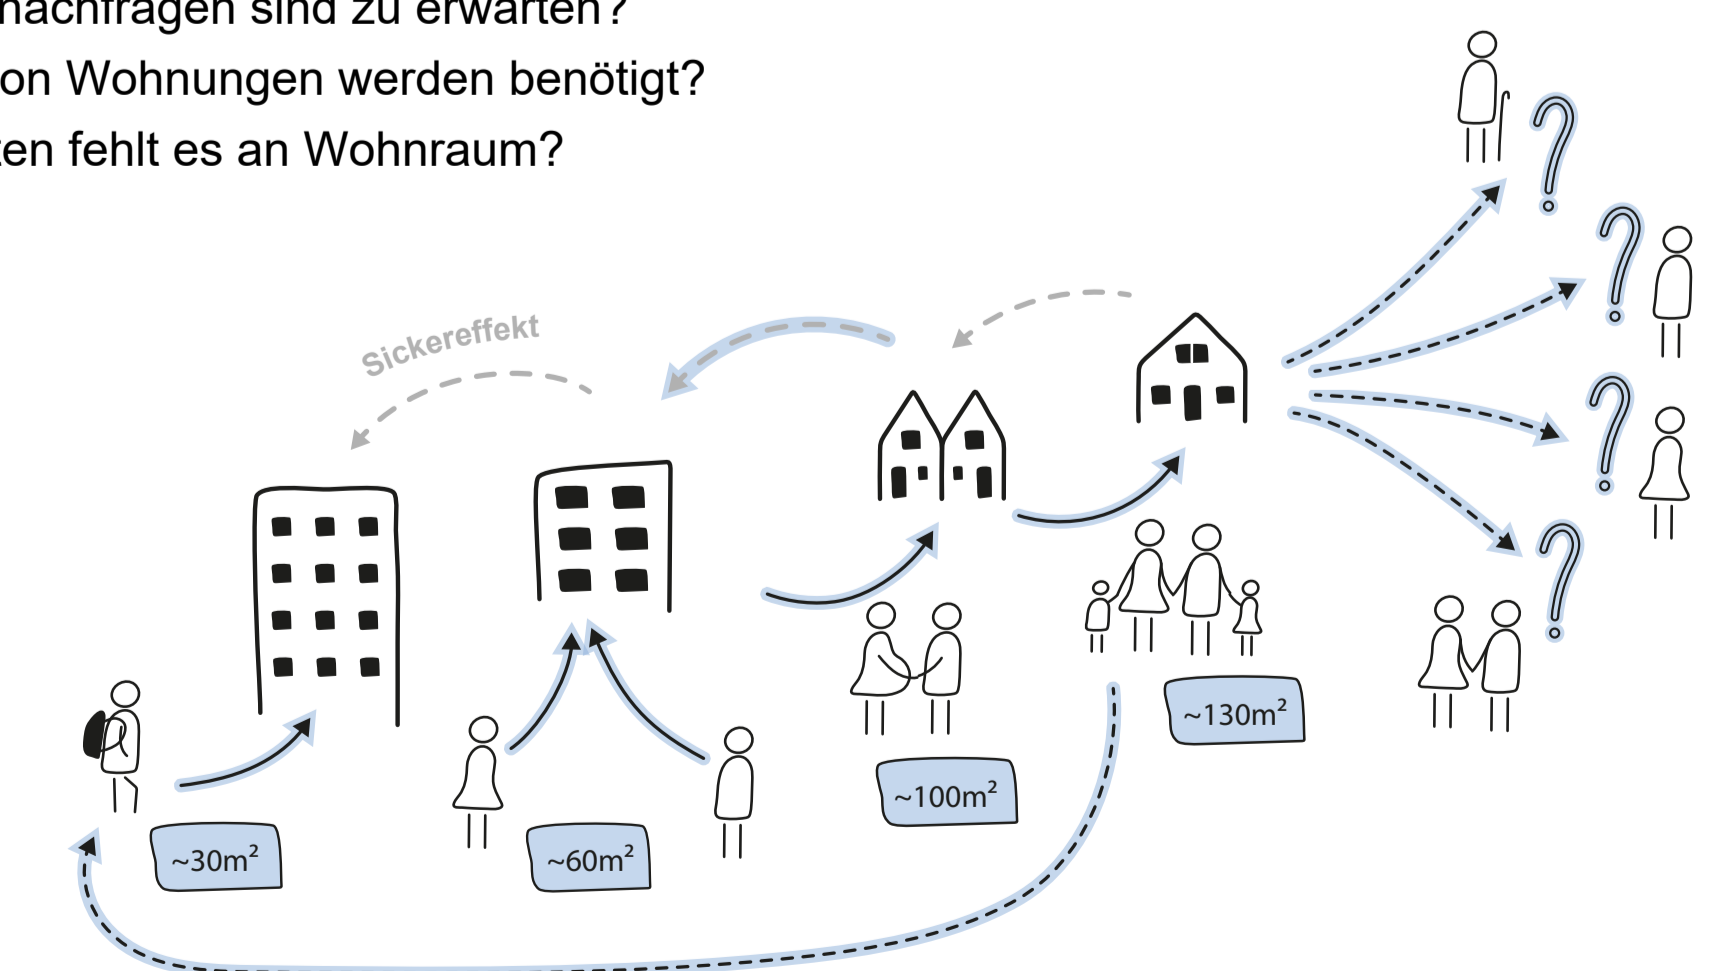 nachfragen sind zu erwarten?
on Wohnungen werden benötigt?
ten fehlt es an Wohnraum?
Sickereffekt
~130m²
~100m²
~30m²
~60m²